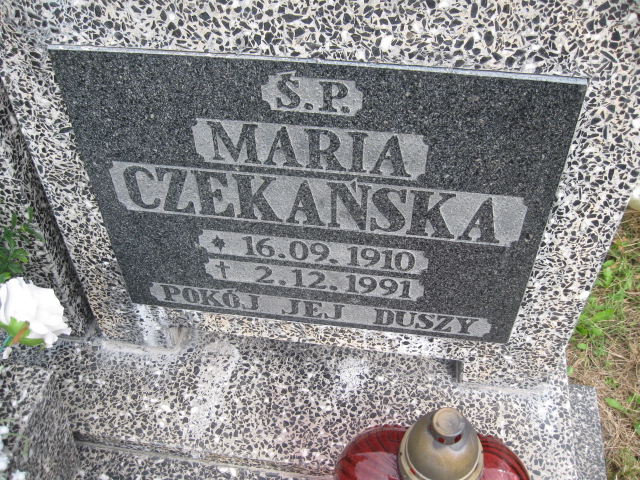 Ś.P.
MARIA
CZEKAŃSKA
* 16.09.1910
† 2.12.1991
POKÓJ JEJ DUSZY